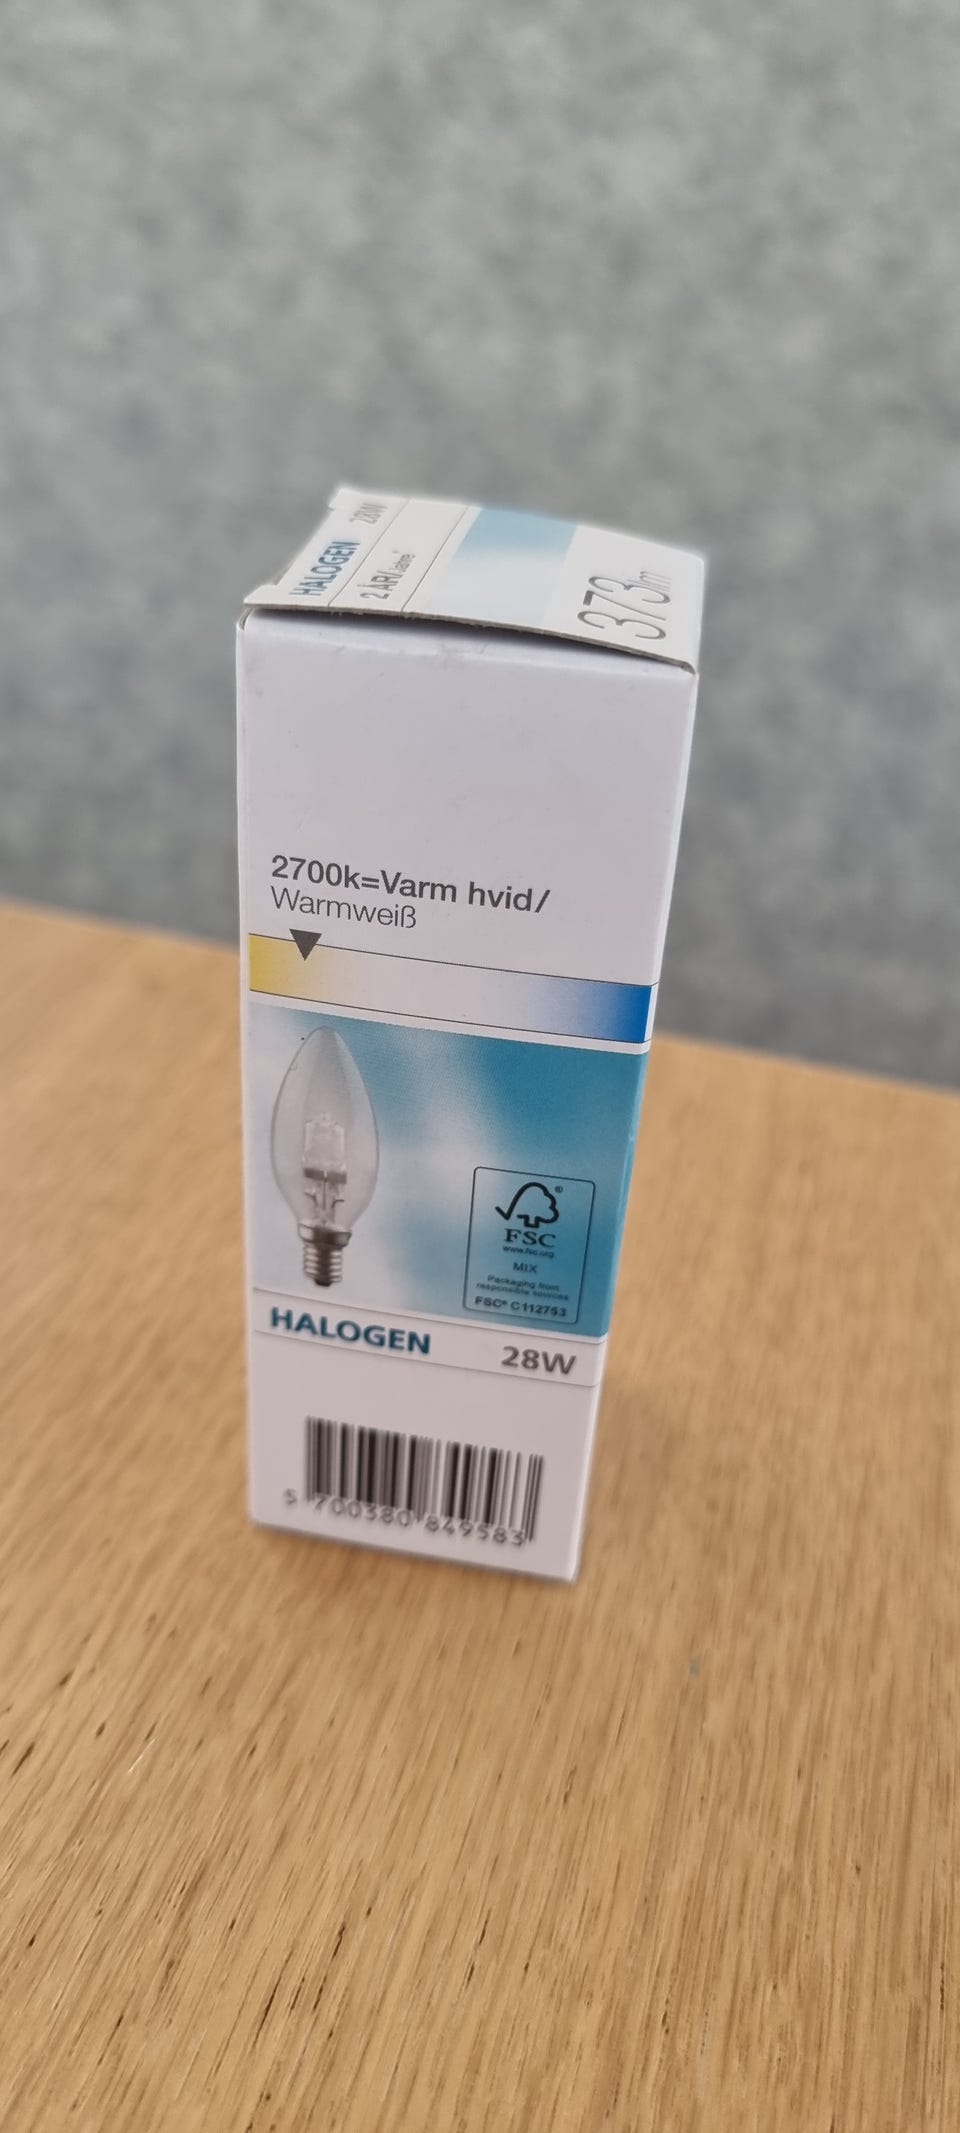 HALOGEN 28W
2 ÅR/Jahre*
373lm
2700k=Varm hvid/
Warmweiß
FSC
www.fsc.org
MIX
Packaging from
responsible sources
FSC® C112753
HALOGEN 28W
5 700380 849583